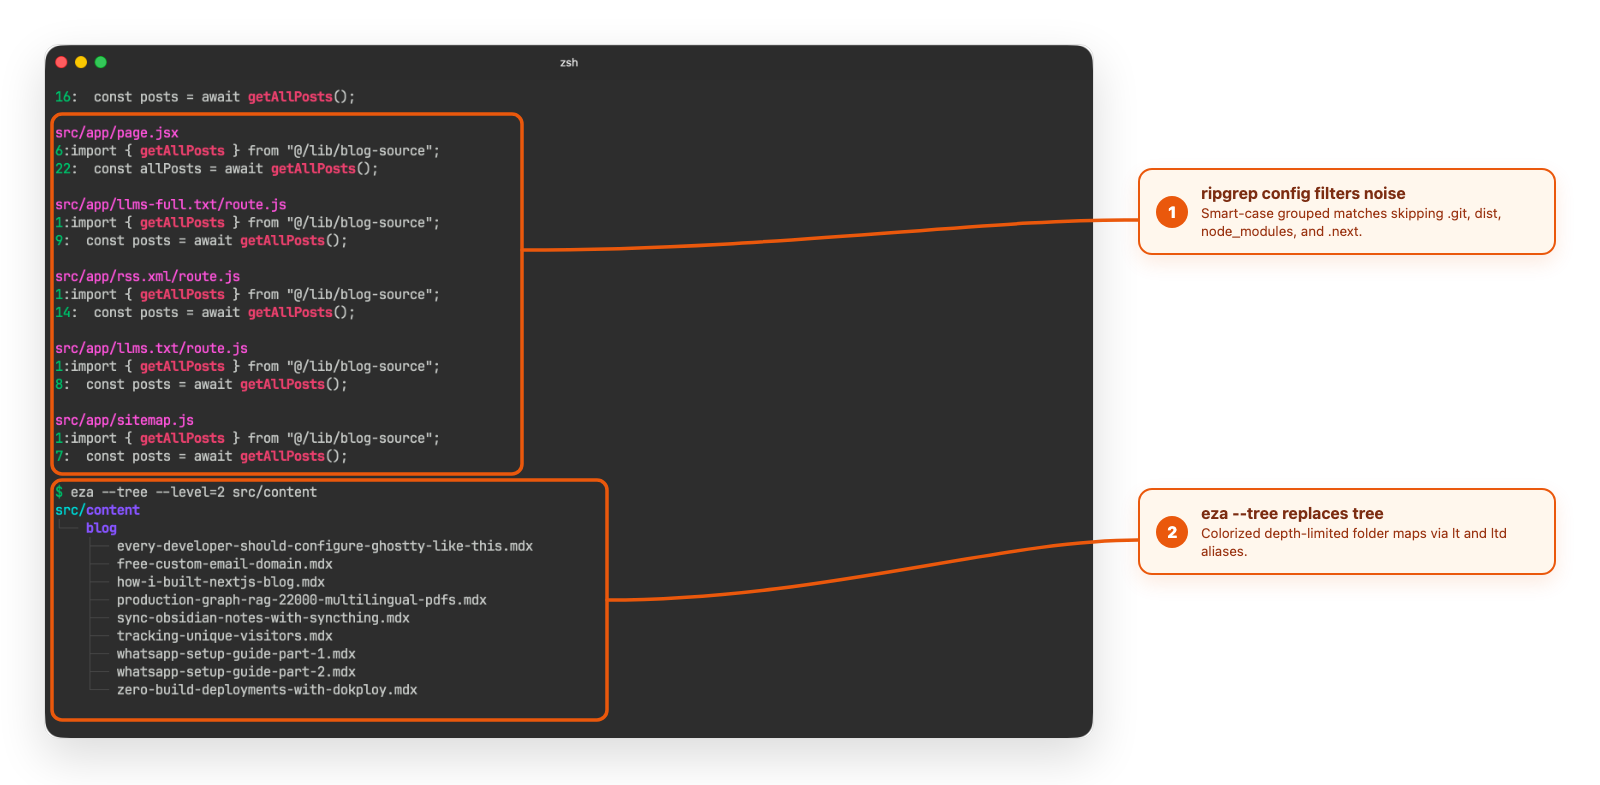 zsh
16:  const posts = await getAllPosts();
src/app/page.jsx
6:import { getAllPosts } from "@/lib/blog-source";
22:  const allPosts = await getAllPosts();
src/app/llms-full.txt/route.js
1:import { getAllPosts } from "@/lib/blog-source";
9:  const posts = await getAllPosts();
src/app/rss.xml/route.js
1:import { getAllPosts } from "@/lib/blog-source";
14:  const posts = await getAllPosts();
src/app/llms.txt/route.js
1:import { getAllPosts } from "@/lib/blog-source";
8:  const posts = await getAllPosts();
src/app/sitemap.js
1:import { getAllPosts } from "@/lib/blog-source";
7:  const posts = await getAllPosts();
$ eza --tree --level=2 src/content
src/content
blog
every-developer-should-configure-ghostty-like-this.mdx
free-custom-email-domain.mdx
how-i-built-nextjs-blog.mdx
production-graph-rag-22000-multilingual-pdfs.mdx
sync-obsidian-notes-with-syncthing.mdx
tracking-unique-visitors.mdx
whatsapp-setup-guide-part-1.mdx
whatsapp-setup-guide-part-2.mdx
zero-build-deployments-with-dokploy.mdx
1
ripgrep config filters noise
Smart-case grouped matches skipping .git, dist,
node_modules, and .next.
2
eza --tree replaces tree
Colorized depth-limited folder maps via lt and ltd
aliases.